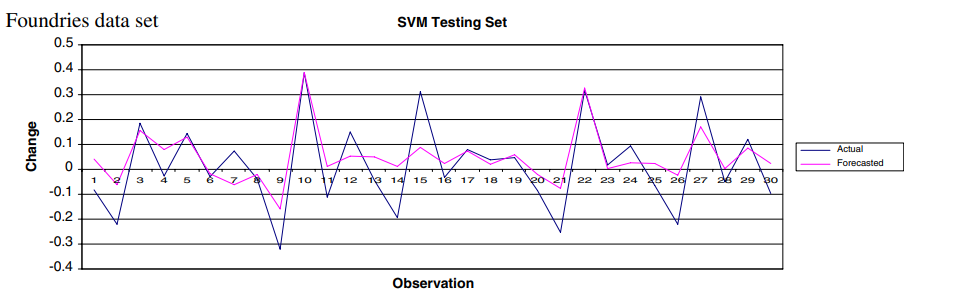 Foundries data set
SVM Testing Set
0.5
0.4
0.3
0.2
0.1
0
-0.1
-0.2
-0.3
-0.4
Change
1 2 3 4 5 6 7 8 9 10 11 12 13 14 15 16 17 18 19 20 21 22 23 24 25 26 27 28 29 30
Observation
Actual
Forecasted